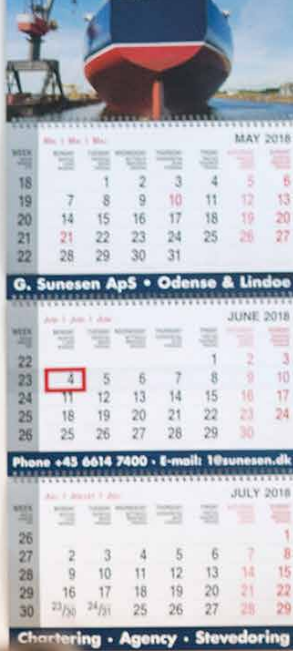 MAY 2018
WEEK
18 1 2 3 4 5 6
19 7 8 9 10 11 12 13
20 14 15 16 17 18 19 20
21 21 22 23 24 25 26 27
22 28 29 30 31
G. Sunesen ApS • Odense & Lindoe
JUNE 2018
WEEK
22 1 2 3
23 4 5 6 7 8 9 10
24 11 12 13 14 15 16 17
25 18 19 20 21 22 23 24
26 25 26 27 28 29 30
Phone +45 6614 7400 • E-mail: 1@sunesen.dk
JULY 2018
WEEK
26 1
27 2 3 4 5 6 7 8
28 9 10 11 12 13 14 15
29 16 17 18 19 20 21 22
30 23/30 24/31 25 26 27 28 29
Chartering • Agency • Stevedoring